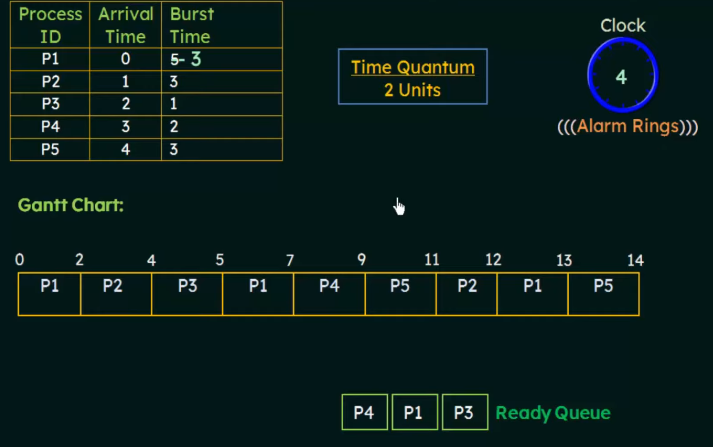 Process Arrival Burst
ID Time Time
P1 0 5- 3
P2 1 3
P3 2 1
P4 3 2
P5 4 3
Time Quantum
2 Units
Clock
4
(((Alarm Rings)))
Gantt Chart:
0 2 4 5 7 9 11 12 13 14
P1 P2 P3 P1 P4 P5 P2 P1 P5
P4 P1 P3 Ready Queue